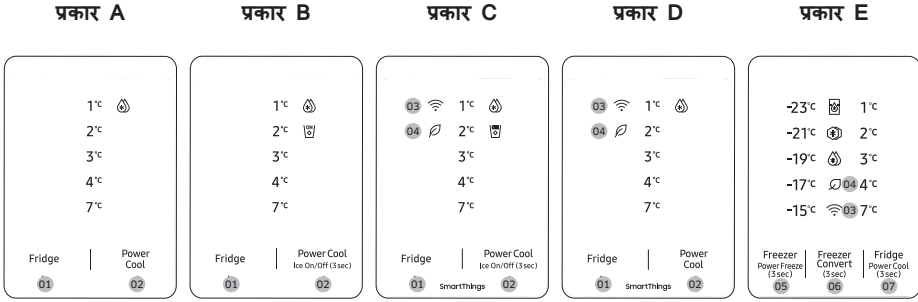 प्रकार A
1°C
2°C
3°C
4°C
7°C
Fridge
Power
Cool
01
02
प्रकार B
1°C
2°C
ON
3°C
4°C
7°C
Fridge
Power Cool
Ice On/Off (3 sec)
01
02
प्रकार C
03 1°C
04 2°C
3°C
4°C
7°C
Fridge
Power Cool
Ice On/Off (3 sec)
01 SmartThings 02
प्रकार D
03 1°C
04 2°C
3°C
4°C
7°C
Fridge
Power
Cool
01 SmartThings 02
प्रकार E
-23°C 1°C
-21°C 2°C
-19°C 3°C
-17°C 04 4°C
-15°C 03 7°C
Freezer
Power Freeze
(3 sec)
05
Freezer
Convert
(3 sec)
06
Fridge
Power Cool
(3 sec)
07